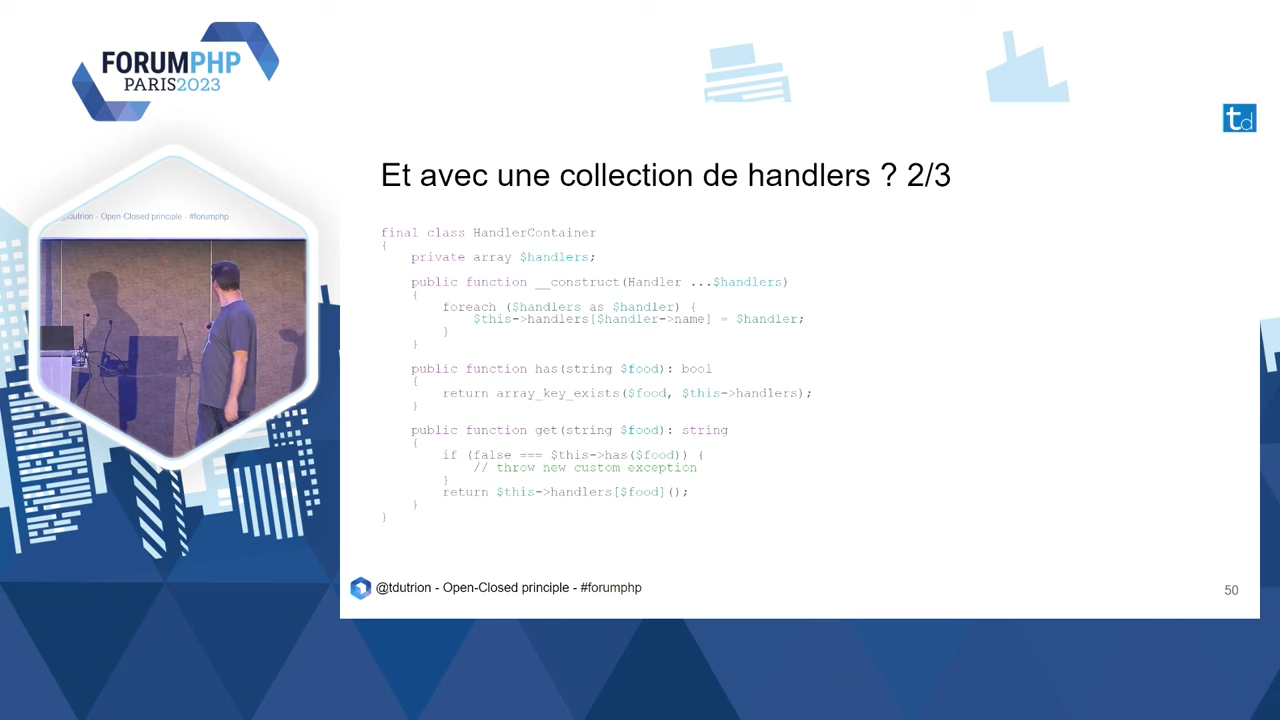 FORUMPHP
PARIS2023
td
@tdutrion - Open-Closed principle - #forumphp
Et avec une collection de handlers ? 2/3
final class HandlerContainer
{
    private array $handlers;
    public function __construct(Handler ...$handlers)
    {
        foreach ($handlers as $handler) {
            $this->handlers[$handler->name] = $handler;
        }
    }
    public function has(string $food): bool
    {
        return array_key_exists($food, $this->handlers);
    }
    public function get(string $food): string
    {
        if (false === $this->has($food)) {
            // throw new custom exception
        }
        return $this->handlers[$food]();
    }
}
@tdutrion - Open-Closed principle - #forumphp
50